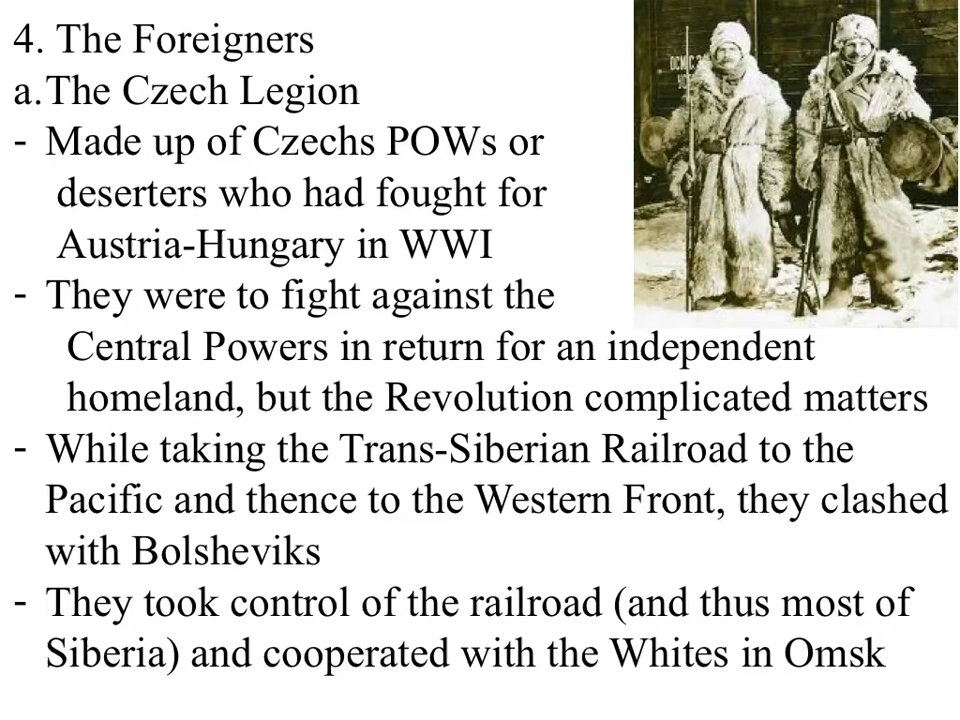 4. The Foreigners
a. The Czech Legion
- Made up of Czechs POWs or
deserters who had fought for
Austria-Hungary in WWI
- They were to fight against the
Central Powers in return for an independent
homeland, but the Revolution complicated matters
- While taking the Trans-Siberian Railroad to the
Pacific and thence to the Western Front, they clashed
with Bolsheviks
- They took control of the railroad (and thus most of
Siberia) and cooperated with the Whites in Omsk